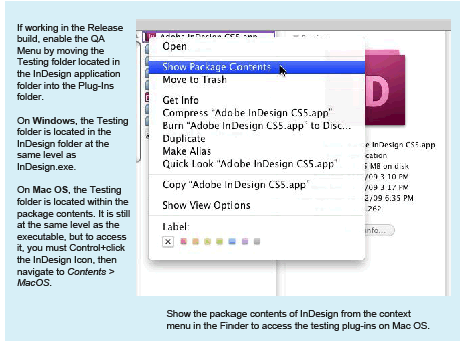 If working in the Release
build, enable the QA
Menu by moving the
Testing folder located in
the InDesign application
folder into the Plug-Ins
folder.
On Windows, the Testing
folder is located in the
InDesign folder at the
same level as
InDesign.exe.
On Mac OS, the Testing
folder is located within the
package contents. It is still
at the same level as the
executable, but to access
it, you must Control+click
the InDesign Icon, then
navigate to Contents >
MacOS.
Adobe InDesign CS5.app
Open
Show Package Contents
Move to Trash
Get Info
Compress "Adobe InDesign CS5.app"
Burn "Adobe InDesign CS5.app" to Disc...
Duplicate
Make Alias
Quick Look "Adobe InDesign CS5.app"
Copy "Adobe InDesign CS5.app"
Show View Options
Label:
D
e InDesign CS5.app
cation
MB on disk
/09 3:10 PM
/09 3:17 PM
2/09 6:35 PM
.262
nfo...
Show the package contents of InDesign from the context
menu in the Finder to access the testing plug-ins on Mac OS.